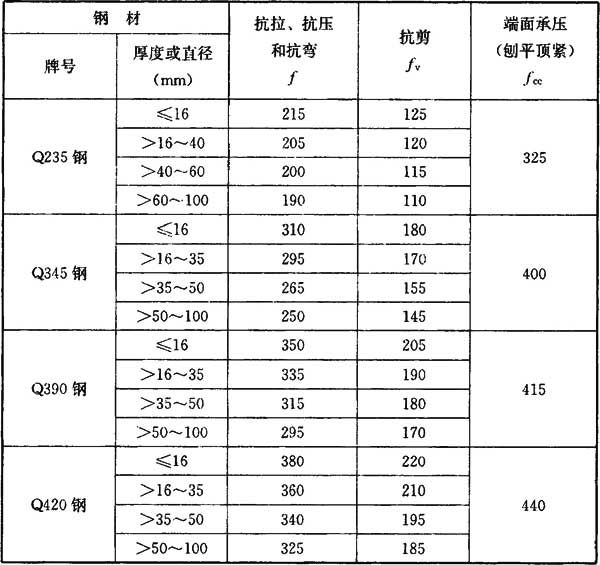 钢 材
抗拉、抗压
和抗弯
f
抗剪
fv
端面承压
(刨平顶紧)
fcc
牌号
厚度或直径
(mm)
Q235 钢
≤16 215 125
>16~40 205 120
>40~60 200 115
>60~100 190 110
325
Q345 钢
≤16 310 180
>16~35 295 170
>35~50 265 155
>50~100 250 145
400
Q390 钢
≤16 350 205
>16~35 335 190
>35~50 315 180
>50~100 295 170
415
Q420 钢
≤16 380 220
>16~35 360 210
>35~50 340 195
>50~100 325 185
440